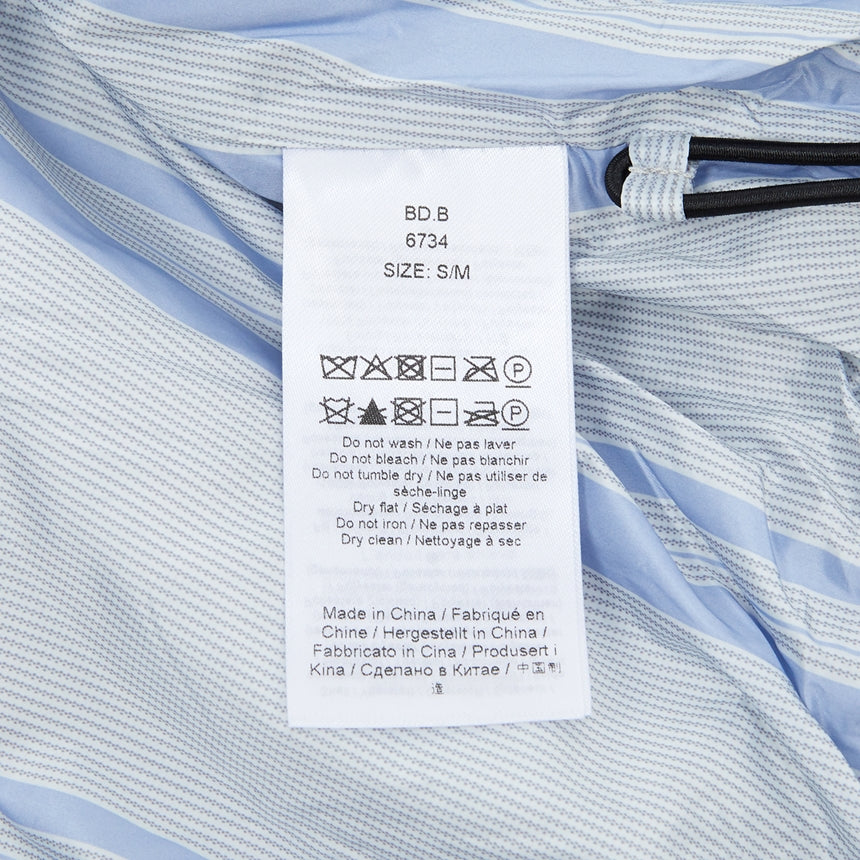 BD.B
6734
SIZE: S/M
P
P
Do not wash / Ne pas laver
Do not bleach / Ne pas blanchir
Do not tumble dry / Ne pas utiliser de
sèche-linge
Dry flat / Séchage à plat
Do not iron / Ne pas repasser
Dry clean / Nettoyage à sec
Made in China / Fabriqué en
Chine / Hergestellt in China /
Fabbricato in Cina / Produsert i
Kina / Сделано в Китае / 中国制
造